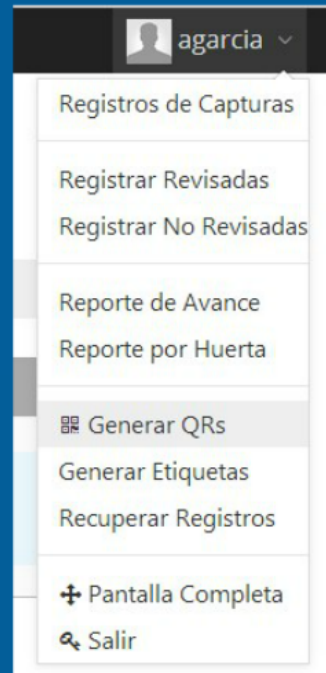 agarcia
Registros de Capturas
Registrar Revisadas
Registrar No Revisadas
Reporte de Avance
Reporte por Huerta
Generar QRs
Generar Etiquetas
Recuperar Registros
Pantalla Completa
Salir